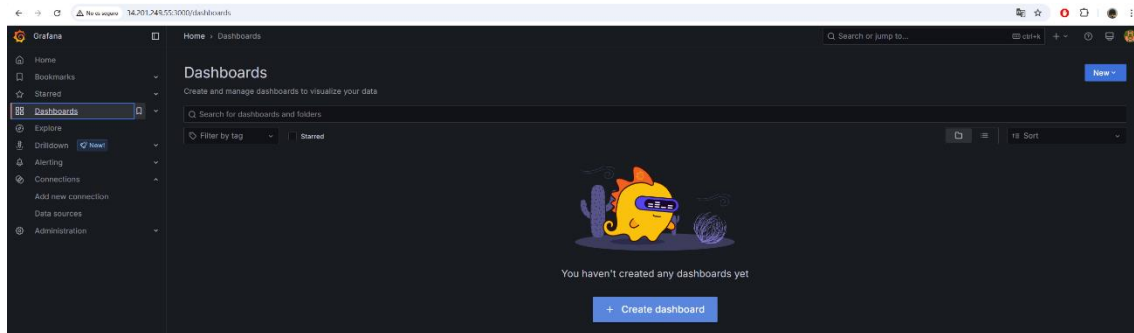 No es seguro 34.201.249.55:3000/dashboards
Grafana
Home › Dashboards
Search or jump to...
ctrl+k
Home
Bookmarks
Starred
Dashboards
Explore
Drilldown New!
Alerting
Connections
Add new connection
Data sources
Administration
Dashboards
New
Create and manage dashboards to visualize your data
Search for dashboards and folders
Filter by tag
Starred
Sort
You haven't created any dashboards yet
+ Create dashboard